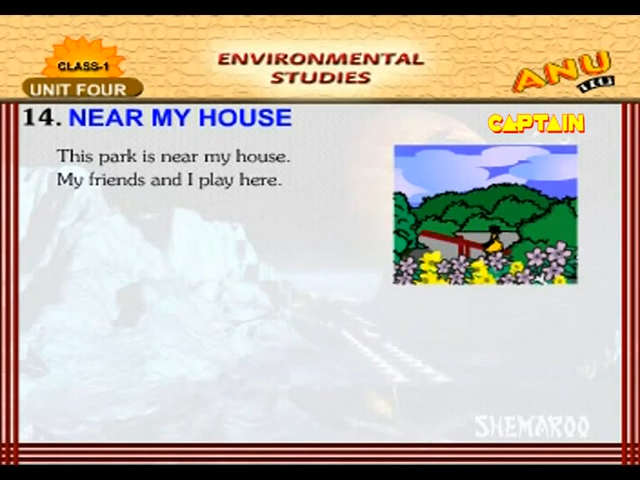 CLASS-1
UNIT FOUR
ENVIRONMENTAL
STUDIES
ANU
14. NEAR MY HOUSE
CAPTAIN
This park is near my house.
My friends and I play here.
SHEMAROO